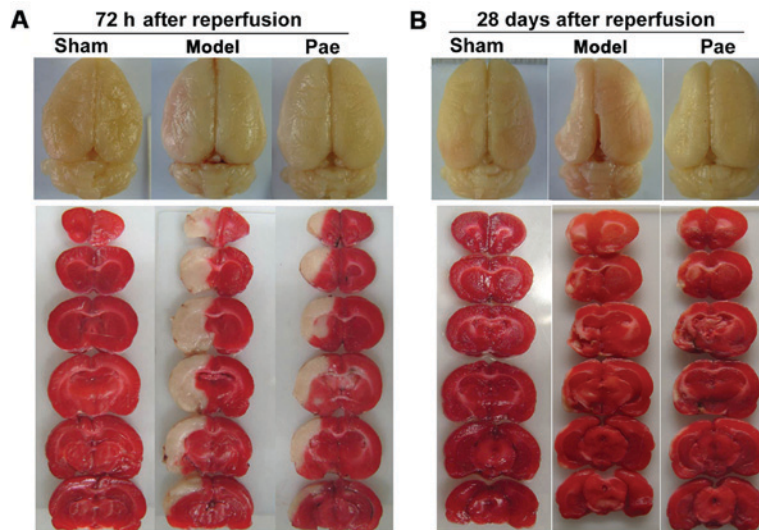 A
72 h after reperfusion
Sham Model Pae
B
28 days after reperfusion
Sham Model Pae